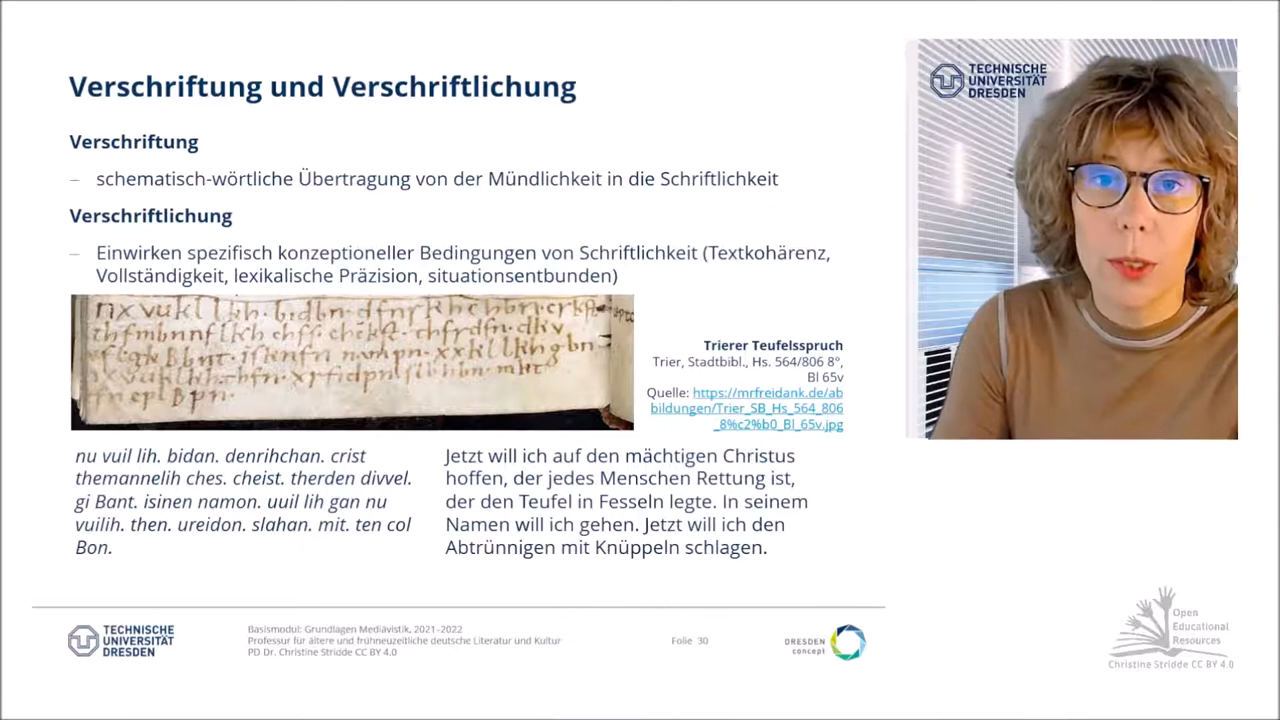 Verschriftung und Verschriftlichung
Verschriftung
– schematisch-wörtliche Übertragung von der Mündlichkeit in die Schriftlichkeit
Verschriftlichung
– Einwirken spezifisch konzeptioneller Bedingungen von Schriftlichkeit (Textkohärenz,
Vollständigkeit, lexikalische Präzision, situationsentbunden)
Trierer Teufelsspruch
Trier, Stadtbibl., Hs. 564/806 8°,
Bl 65v
Quelle: https://mrfreidank.de/ab
bildungen/Trier_SB_Hs_564_806
_8%c2%b0_Bl_65v.jpg
nu vuil lih. bidan. denrihchan. crist
themannelih ches. cheist. therden divvel.
gi Bant. isinen namon. uuil lih gan nu
vuilih. then. ureidon. slahan. mit. ten col
Bon.
Jetzt will ich auf den mächtigen Christus
hoffen, der jedes Menschen Rettung ist,
der den Teufel in Fesseln legte. In seinem
Namen will ich gehen. Jetzt will ich den
Abtrünnigen mit Knüppeln schlagen.
TECHNISCHE
UNIVERSITÄT
DRESDEN
TECHNISCHE
UNIVERSITÄT
DRESDEN
Basismodul: Grundlagen Mediävistik, 2021-2022
Professur für ältere und frühneuzeitliche deutsche Literatur und Kultur
PD Dr. Christine Stridde CC BY 4.0
Folie 30
DRESDEN
concept
Open
Educational
Resources
Christine Stridde CC BY 4.0